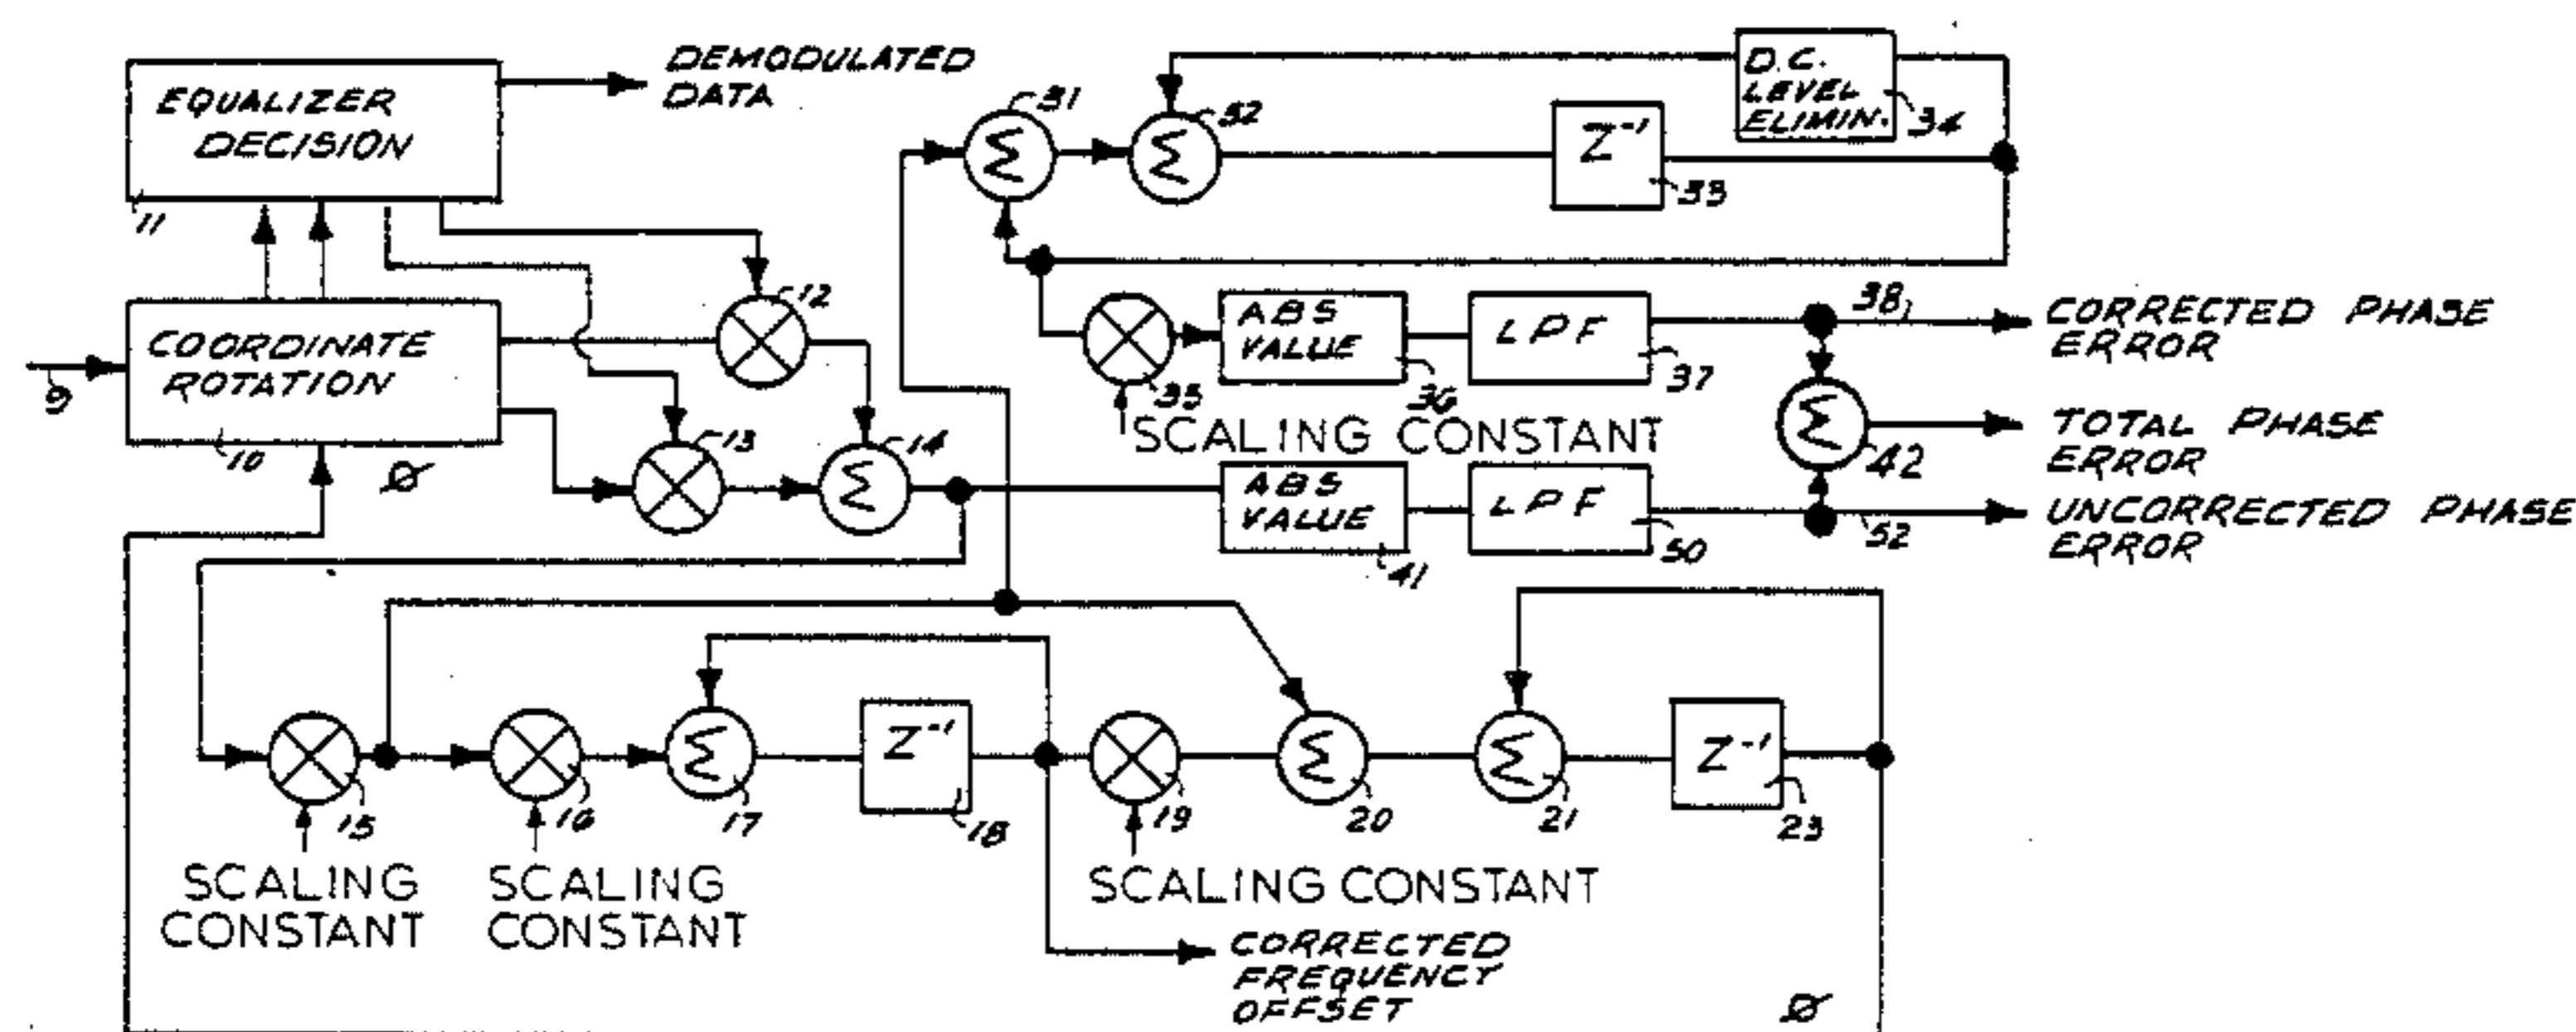 EQUALIZER
DECISION
11
DEMODULATED
DATA
31
32
Z⁻¹
33
D.C.
LEVEL
ELIMIN.
34
COORDINATE
ROTATION
9
10
Ø
12
13
14
35
SCALING CONSTANT
ABS
VALUE
36
LPF
37
38
CORRECTED PHASE
ERROR
42
TOTAL PHASE
ERROR
ABS
VALUE
41
LPF
50
52
UNCORRECTED PHASE
ERROR
15
SCALING
CONSTANT
16
SCALING
CONSTANT
17
Z⁻¹
18
19
SCALING CONSTANT
20
21
Z⁻¹
23
CORRECTED
FREQUENCY
OFFSET
Ø